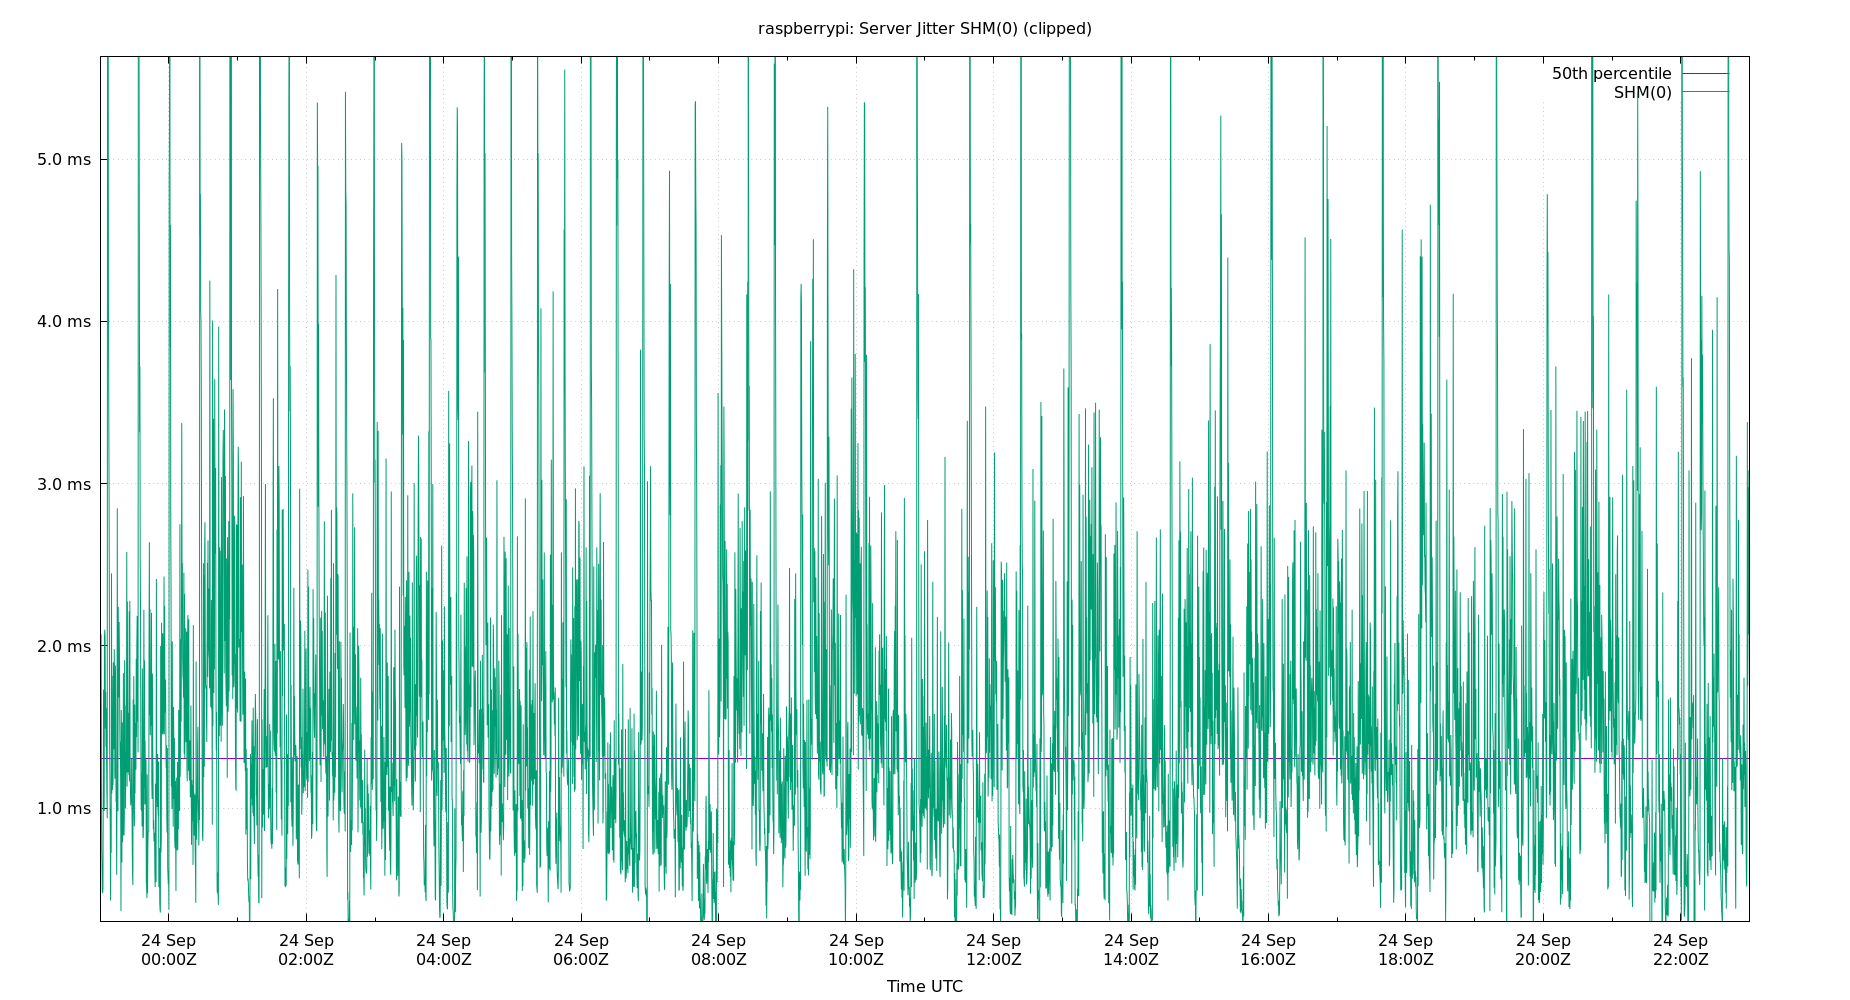 raspberrypi: Server Jitter SHM(0) (clipped)
50th percentile
SHM(0)
5.0 ms
4.0 ms
3.0 ms
2.0 ms
1.0 ms
24 Sep 24 Sep 24 Sep 24 Sep 24 Sep 24 Sep 24 Sep 24 Sep 24 Sep 24 Sep 24 Sep 24 Sep
00:00Z 02:00Z 04:00Z 06:00Z 08:00Z 10:00Z 12:00Z 14:00Z 16:00Z 18:00Z 20:00Z 22:00Z
Time UTC